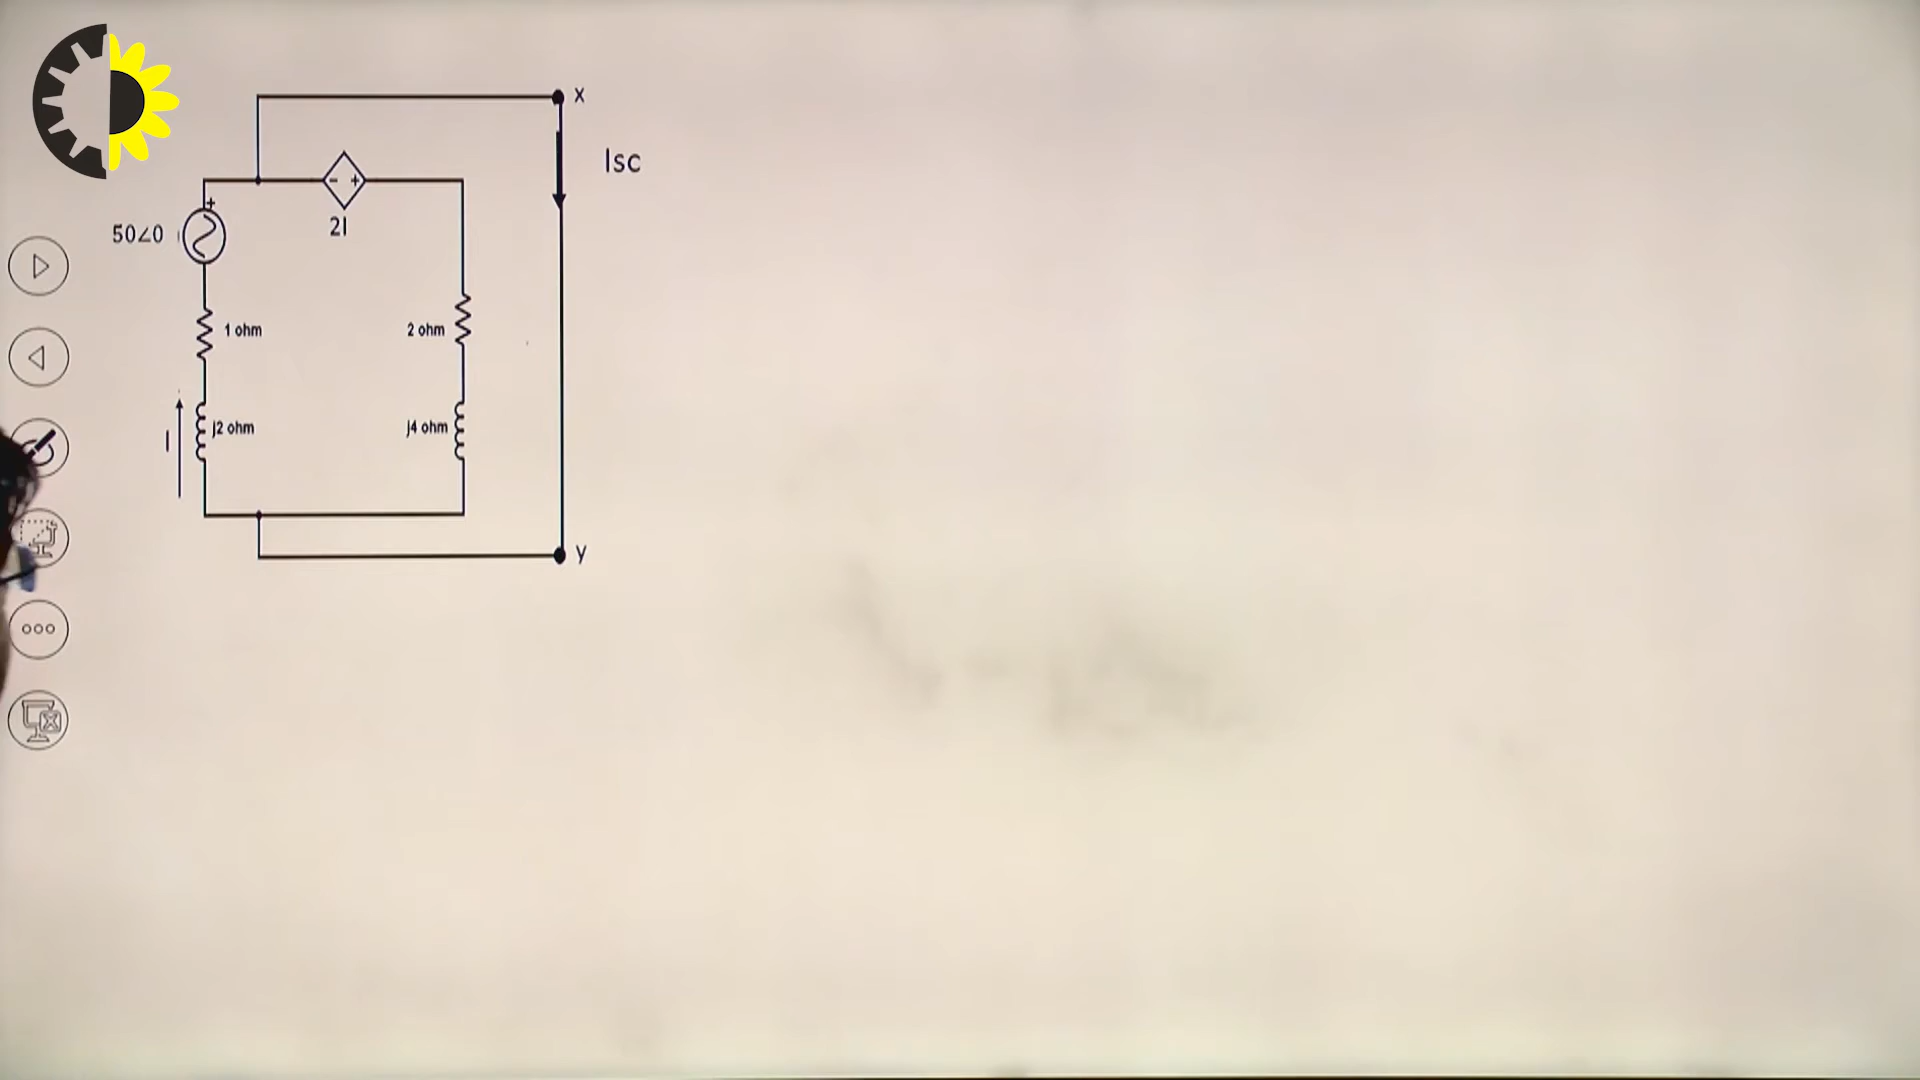 x
Isc
- +
+
2I
50∠0
1 ohm
2 ohm
I
j2 ohm
j4 ohm
y